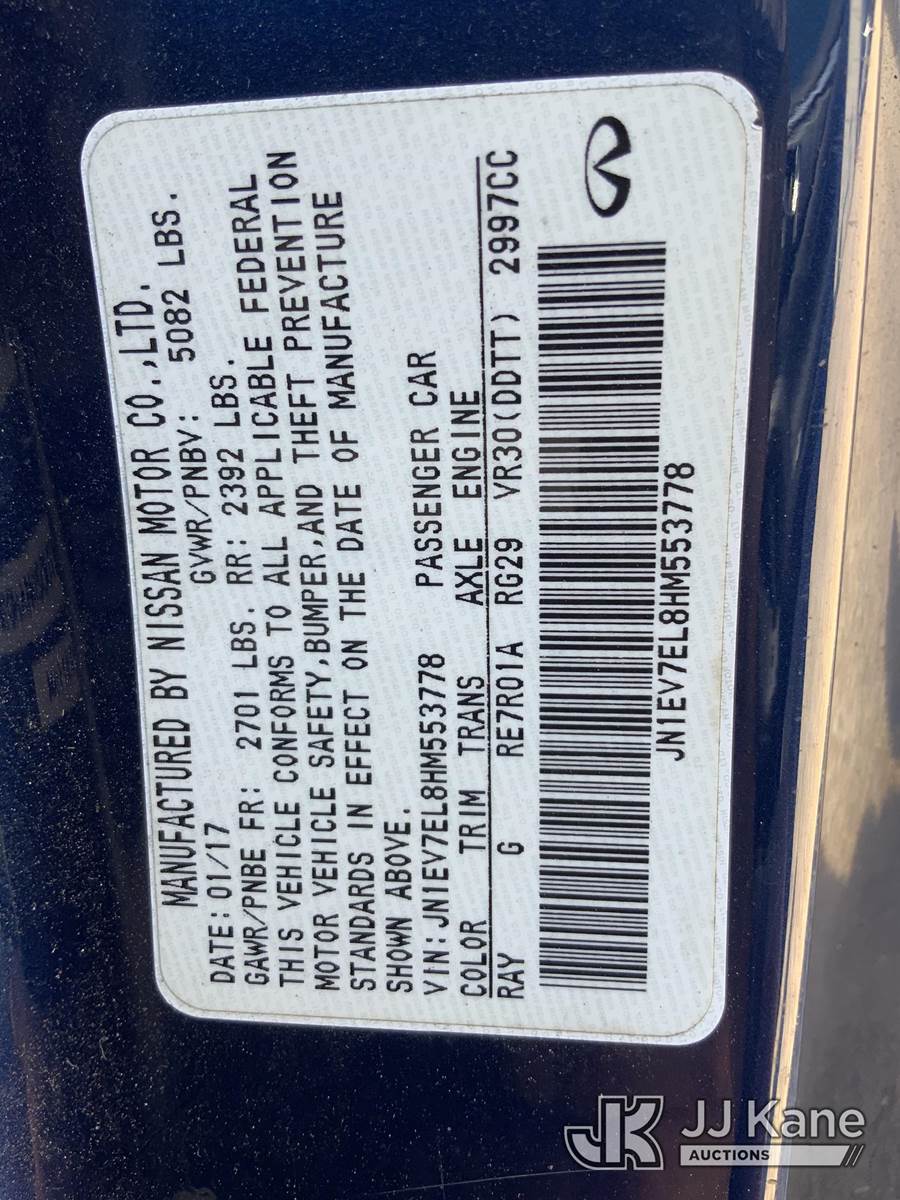 MANUFACTURED BY NISSAN MOTOR CO.,LTD.
DATE:01/17 GVWR/PNBV: 5082 LBS.
GAWR/PNBE FR: 2701 LBS. RR: 2392 LBS.
THIS VEHICLE CONFORMS TO ALL APPLICABLE FEDERAL
MOTOR VEHICLE SAFETY,BUMPER,AND THEFT PREVENTION
STANDARDS IN EFFECT ON THE DATE OF MANUFACTURE
SHOWN ABOVE.
VIN:JN1EV7EL8HM553778 PASSENGER CAR
COLOR TRIM TRANS AXLE ENGINE
RAY G RE7R01A RG29 VR30(DDTT) 2997CC
JN1EV7EL8HM553778
JK JJ Kane
AUCTIONS